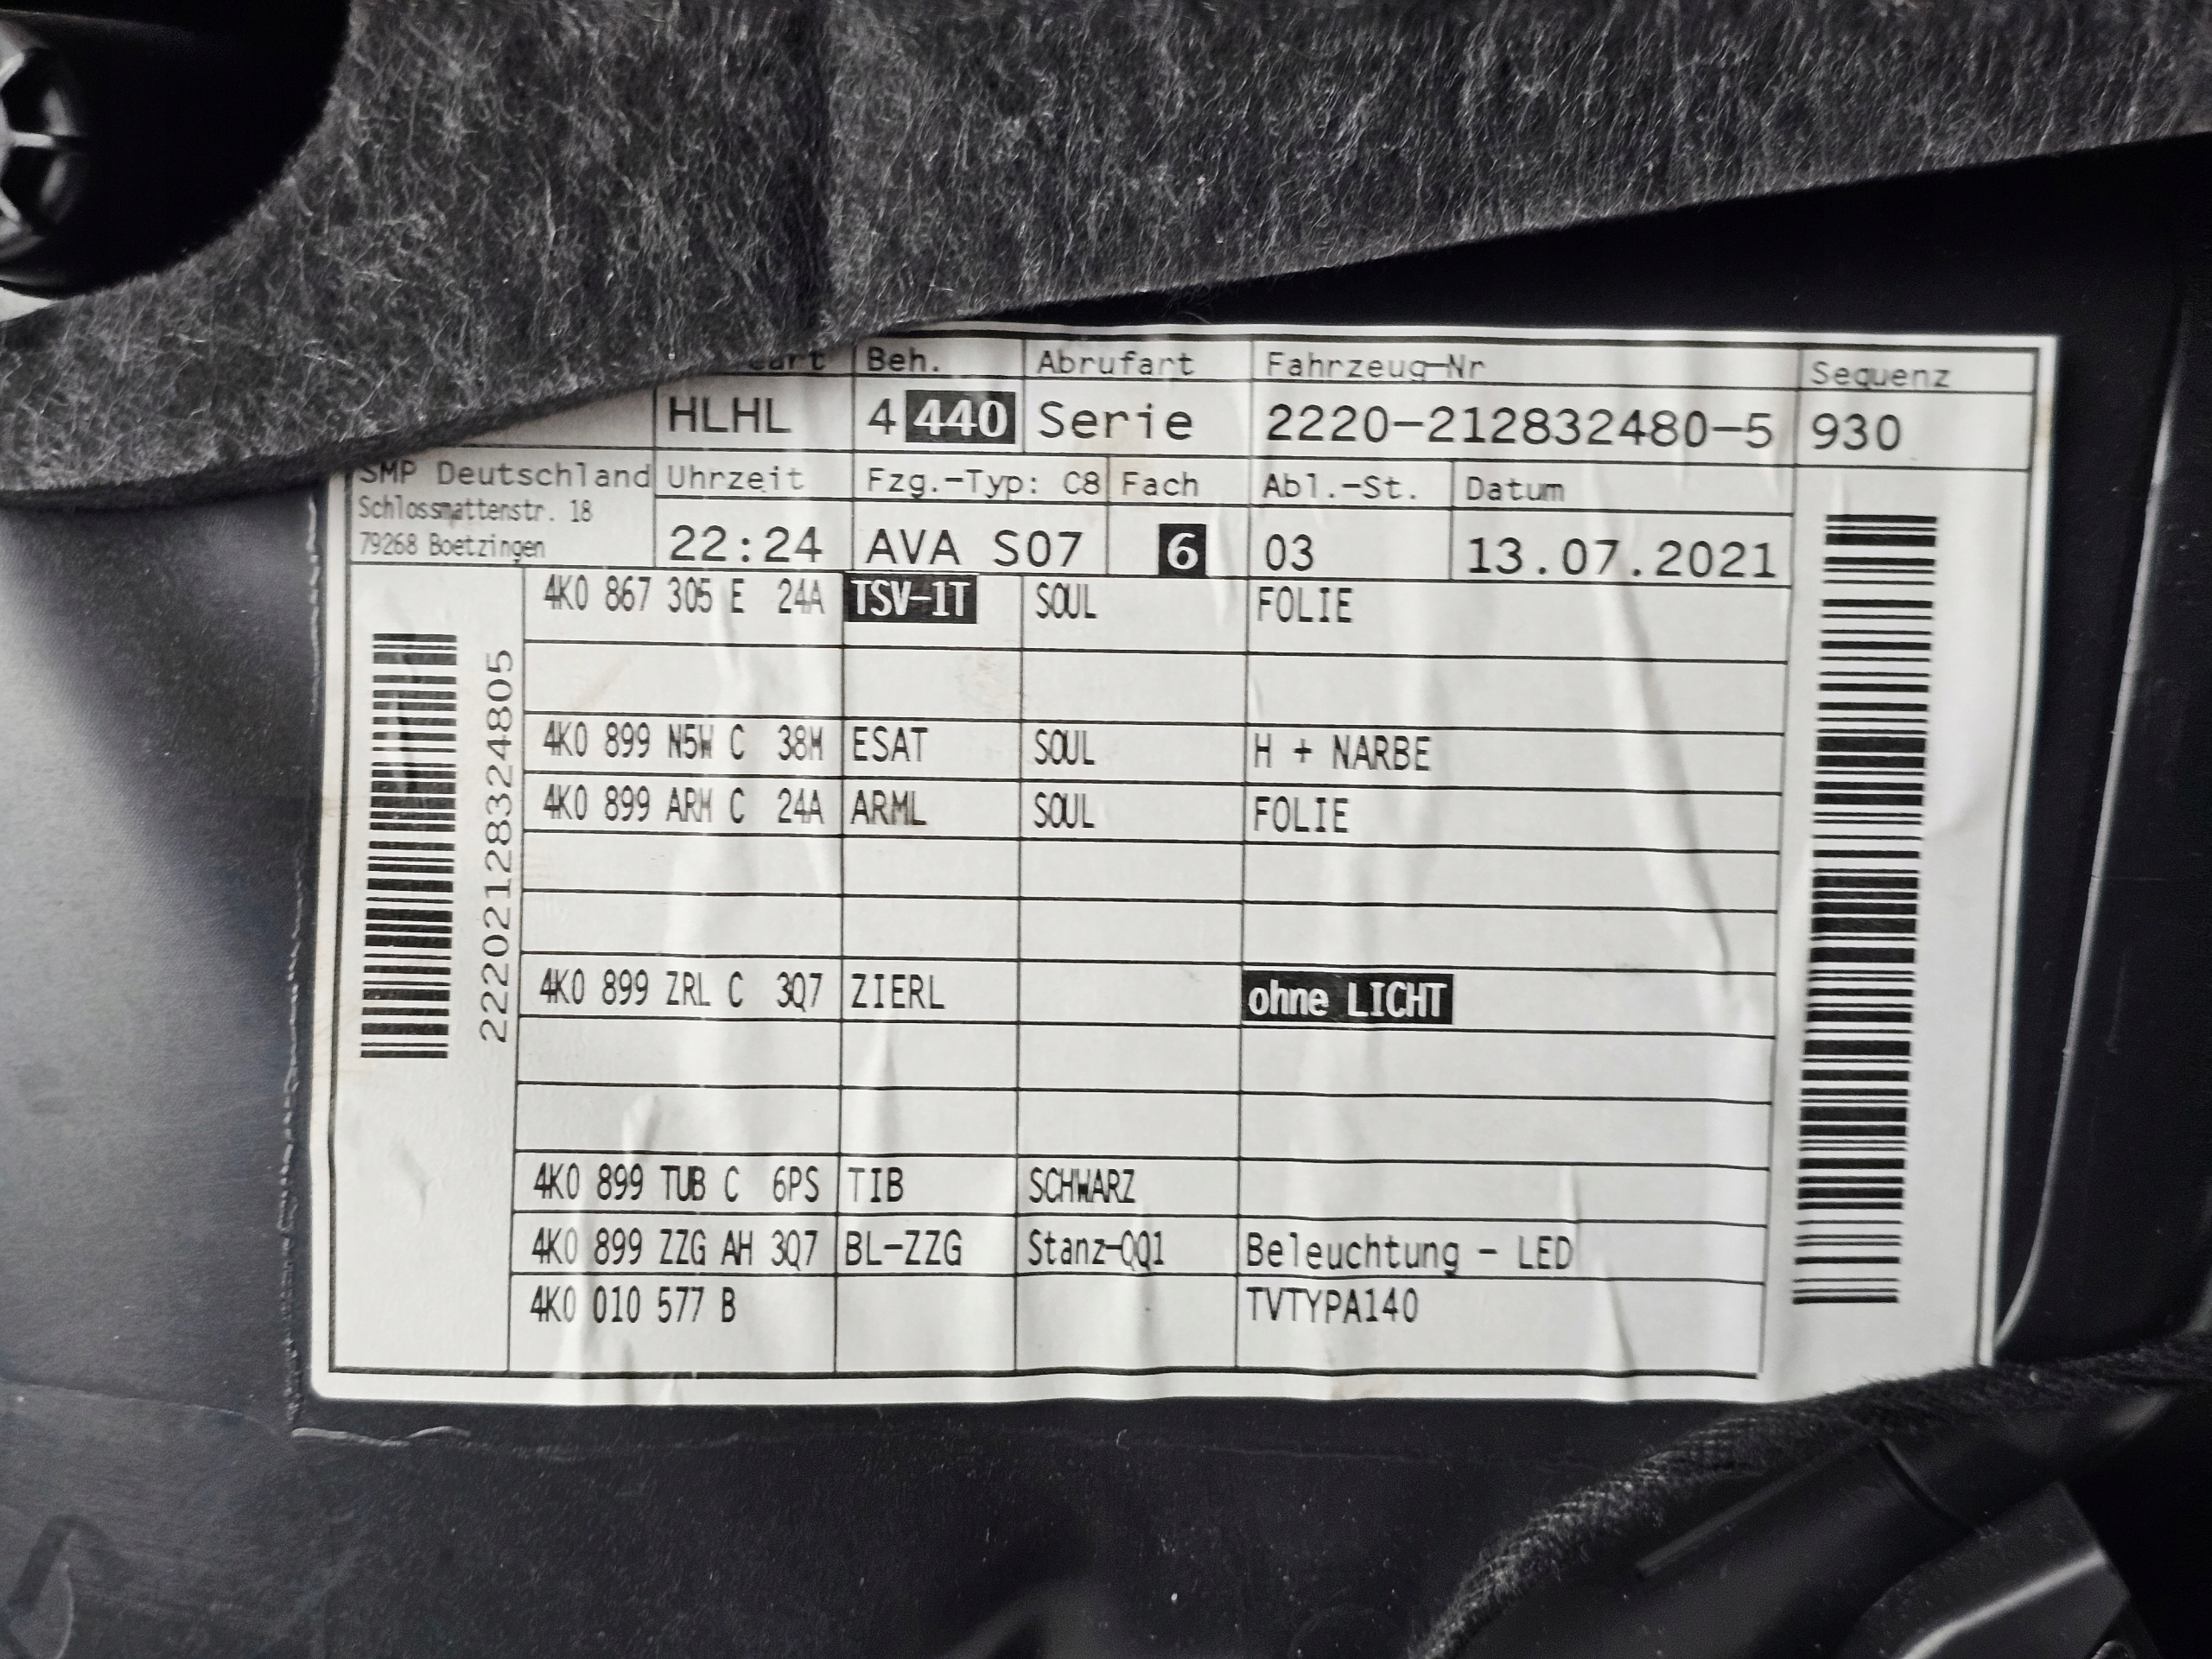 Beh. Abrufart Fahrzeug-Nr Sequenz
HLHL 4 440 Serie 2220-212832480-5 930
SMP Deutschland Uhrzeit Fzg.-Typ: C8 Fach Abl.-St. Datum
Schlossmattenstr. 18
79268 Boetzingen 22:24 AVA S07 6 03 13.07.2021
4K0 867 305 E 24A TSV-1T SOUL FOLIE
4K0 899 N5W C 38M ESAT SOUL H + NARBE
4K0 899 ARM C 24A ARML SOUL FOLIE
4K0 899 ZRL C 3Q7 ZIERL ohne LICHT
4K0 899 TUB C 6PS TIB SCHWARZ
4K0 899 ZZG AH 3Q7 BL-ZZG Stanz-QQ1 Beleuchtung - LED
4K0 010 577 B TVTYPA140
22202128324805